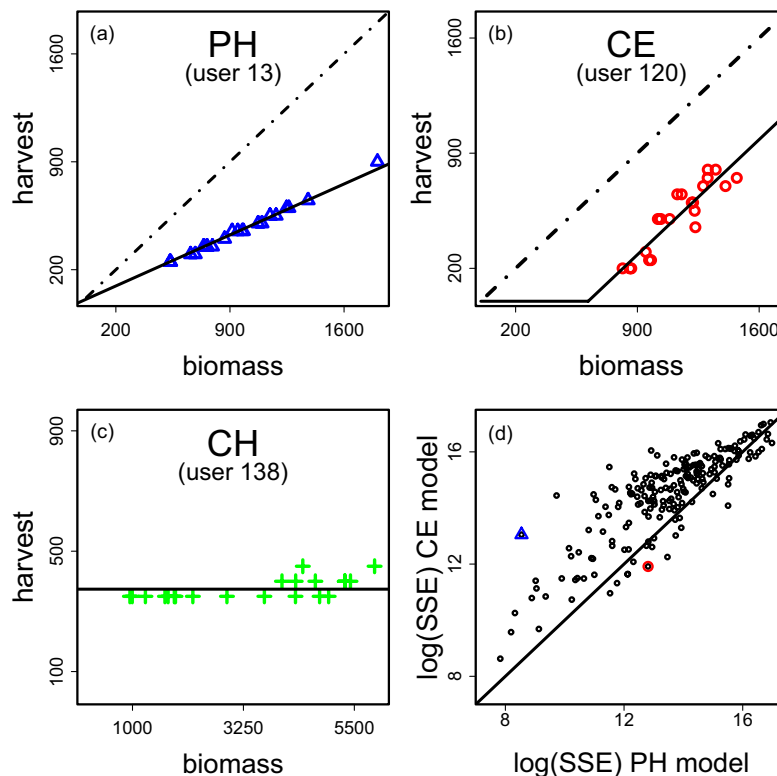 (a)
PH
(user 13)
harvest
1600
900
200
200 900 1600
biomass
(b)
CE
(user 120)
harvest
1600
900
200
200 900 1600
biomass
(c)
CH
(user 138)
harvest
900
500
100
1000 3250 5500
biomass
(d)
log(SSE) CE model
16
12
8
8 12 16
log(SSE) PH model